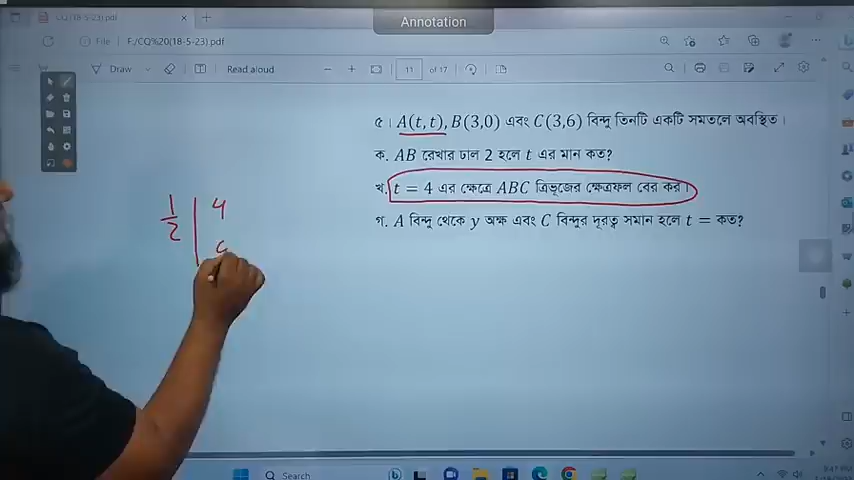 Annotation
CQ(18-5-23).pdf
File F:/CQ%20(18-5-23).pdf
Draw Read aloud 11 of 17
৫। A(t,t), B(3,0) এবং C(3,6) বিন্দু তিনটি একটি সমতলে অবস্থিত।
ক. AB রেখার ঢাল 2 হলে t এর মান কত?
খ. t = 4 এর ক্ষেত্রে ABC ত্রিভুজের ক্ষেত্রফল বের কর।
গ. A বিন্দু থেকে y অক্ষ এবং C বিন্দুর দূরত্ব সমান হলে t = কত?
1 4
2
Search